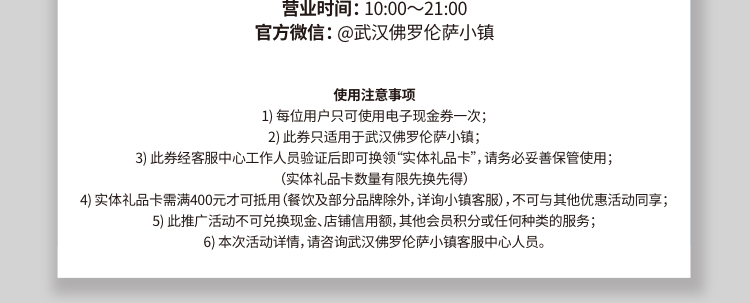 营业时间：10:00～21:00
官方微信：@武汉佛罗伦萨小镇
使用注意事项
1) 每位用户只可使用电子现金券一次；
2) 此券只适用于武汉佛罗伦萨小镇；
3) 此券经客服中心工作人员验证后即可换领“实体礼品卡”，请务必妥善保管使用；
（实体礼品卡数量有限先换先得）
4) 实体礼品卡需满400元才可抵用（餐饮及部分品牌除外，详询小镇客服），不可与其他优惠活动同享；
5) 此推广活动不可兑换现金、店铺信用额，其他会员积分或任何种类的服务；
6) 本次活动详情，请咨询武汉佛罗伦萨小镇客服中心人员。